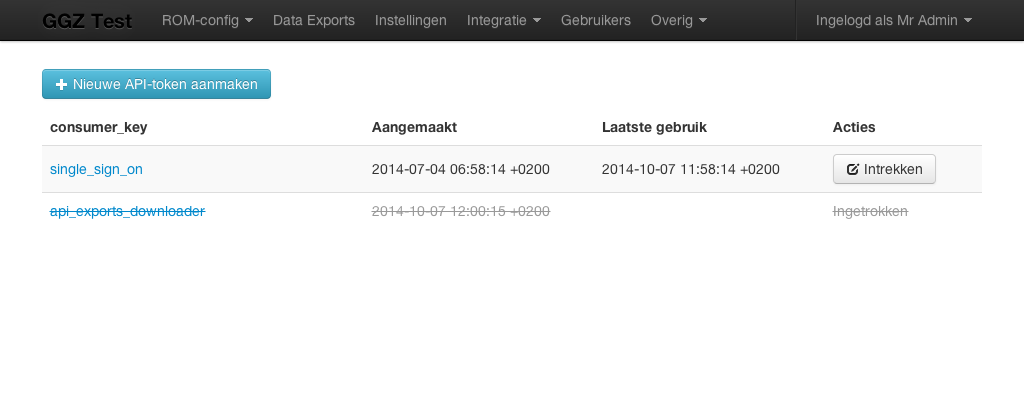 GGZ Test ROM-config Data Exports Instellingen Integratie Gebruikers Overig Ingelogd als Mr Admin
Nieuwe API-token aanmaken
consumer_key Aangemaakt Laatste gebruik Acties
single_sign_on 2014-07-04 06:58:14 +0200 2014-10-07 11:58:14 +0200 Intrekken
api_exports_downloader 2014-10-07 12:00:15 +0200 Ingetrokken